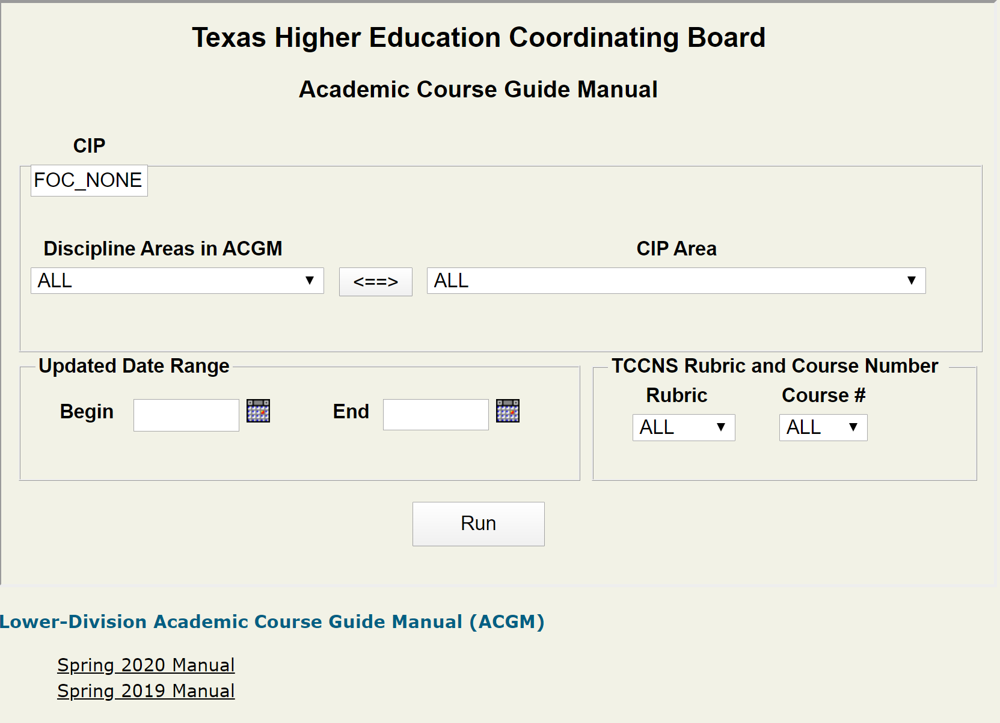 Texas Higher Education Coordinating Board
Academic Course Guide Manual
CIP
FOC_NONE
Discipline Areas in ACGM
CIP Area
ALL ▼ <==> ALL ▼
Updated Date Range
TCCNS Rubric and Course Number
Rubric Course #
Begin End
ALL ▼ ALL ▼
Run
Lower-Division Academic Course Guide Manual (ACGM)
Spring 2020 Manual
Spring 2019 Manual